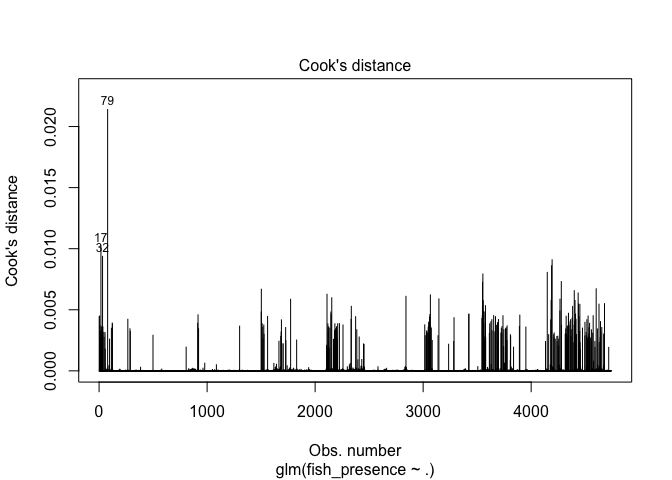 Cook's distance
79
17
32
Cook's distance
0.020
0.015
0.010
0.005
0.000
0 1000 2000 3000 4000
Obs. number
glm(fish_presence ~ .)